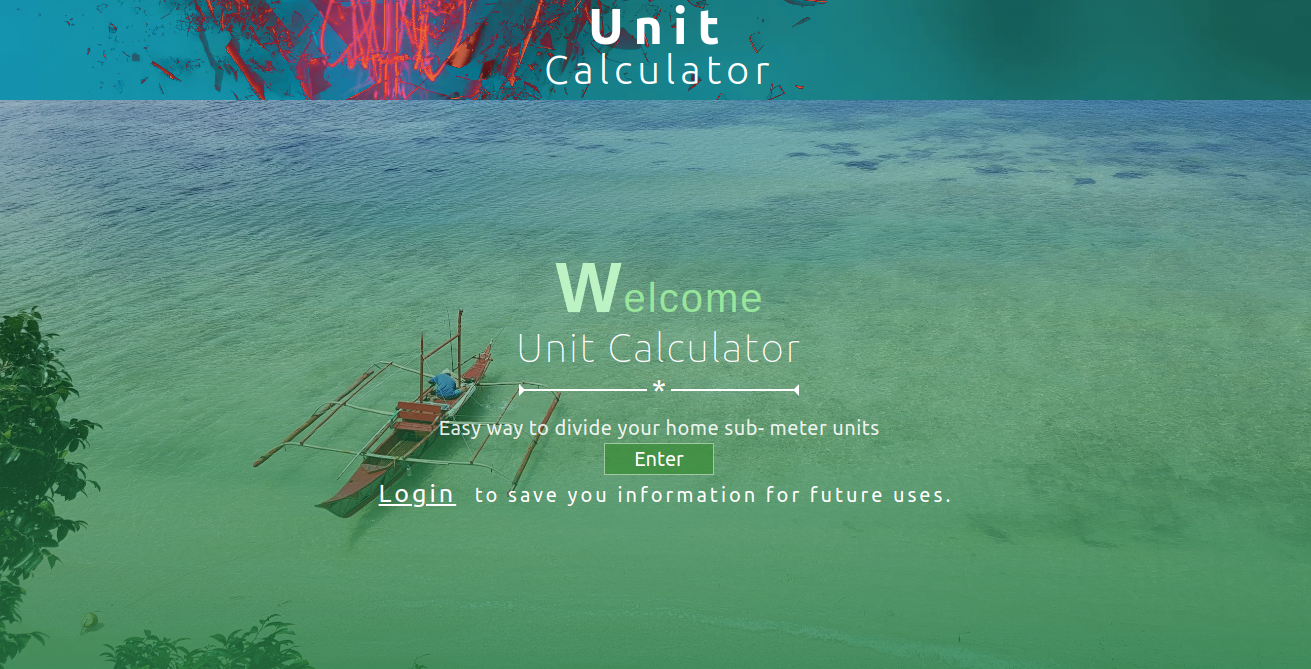 Unit
Calculator
Welcome
Unit Calculator
*
Easy way to divide your home sub- meter units
Enter
Login to save you information for future uses.